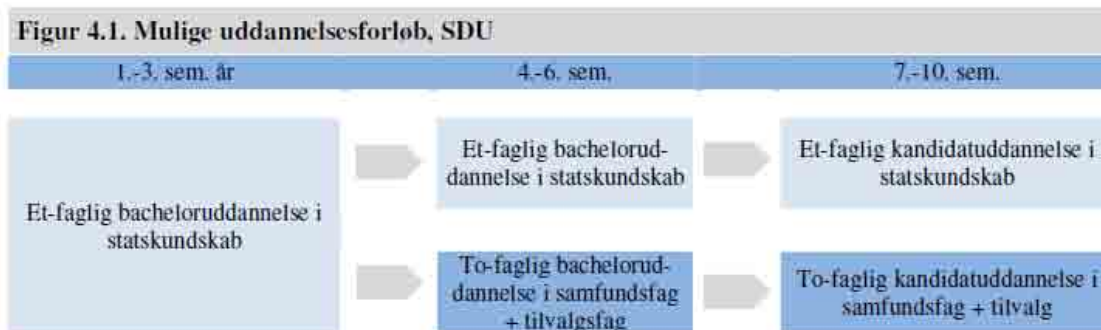 Figur 4.1. Mulige uddannelsesforløb, SDU
1.-3. sem. år
4.-6. sem.
7.-10. sem.
Et-faglig bacheloruddannelse i
statskundskab
Et-faglig bachelorud-
dannelse i statskundskab
Et-faglig kandidatuddannelse i
statskundskab
To-faglig bachelorud-
dannelse i samfundsfag
+ tilvalgsfag
To-faglig kandidatuddannelse i
samfundsfag + tilvalg